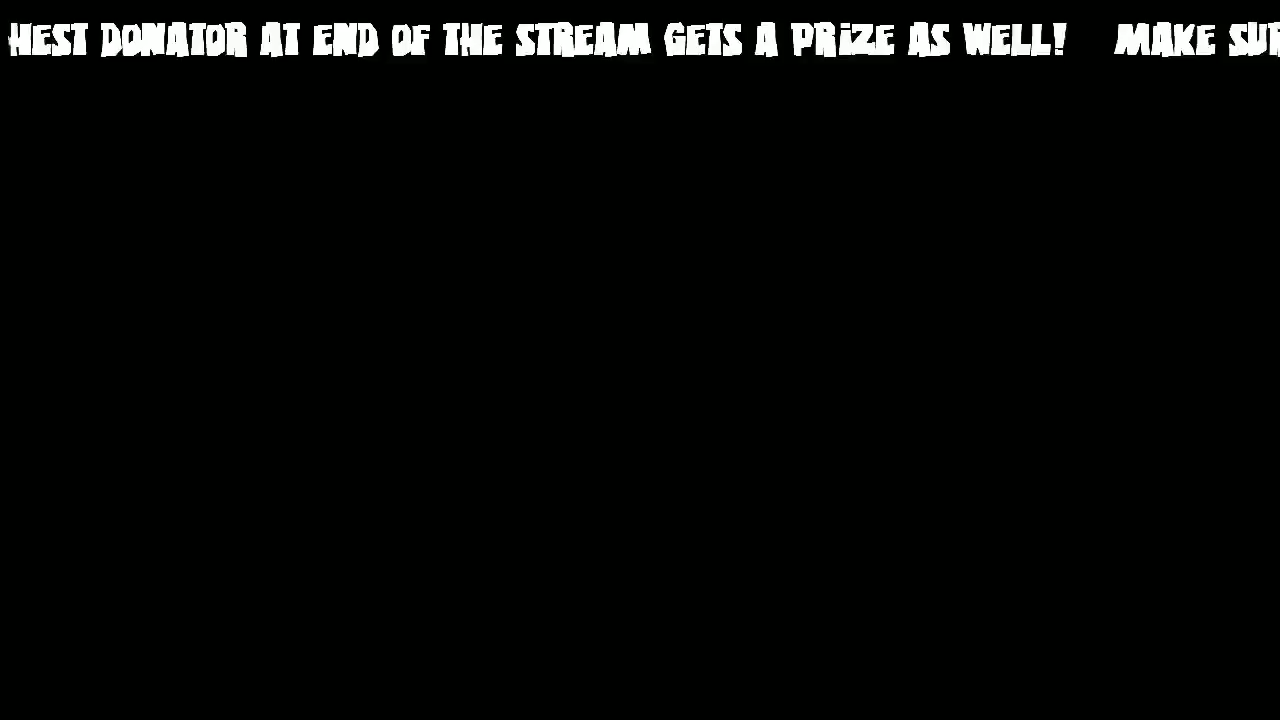 HEST DONATOR AT END OF THE STREAM GETS A PRIZE AS WELL! MAKE SUR